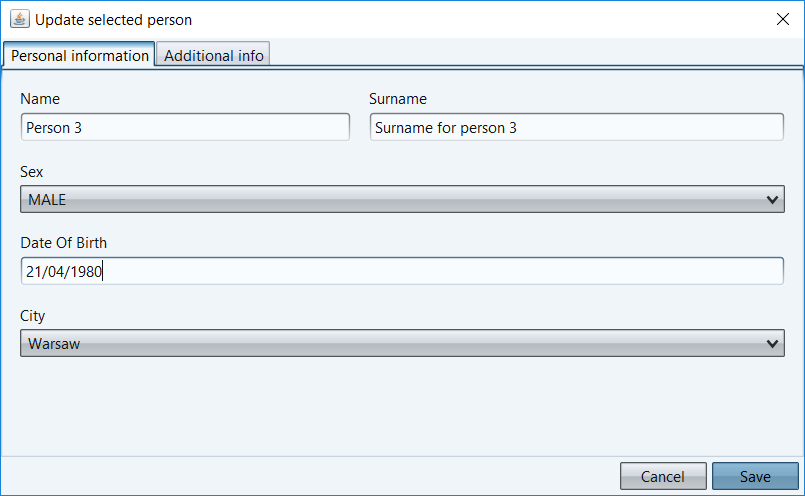 Update selected person
Personal information Additional info
Name Surname
Person 3 Surname for person 3
Sex
MALE
Date Of Birth
21/04/1980
City
Warsaw
Cancel Save